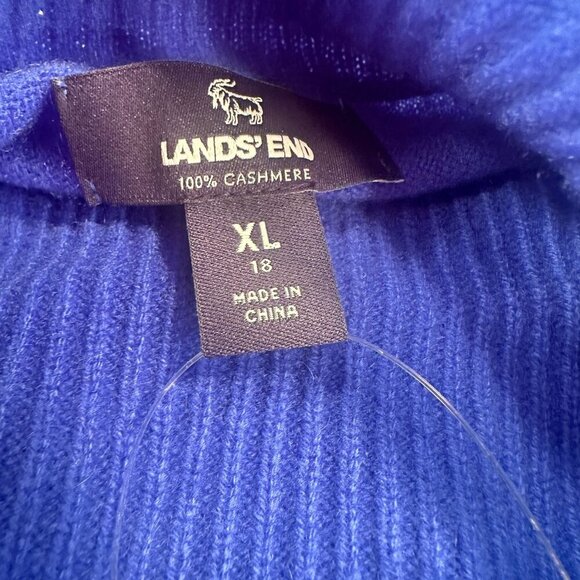 LANDS' END
100% CASHMERE
XL
18
MADE IN
CHINA